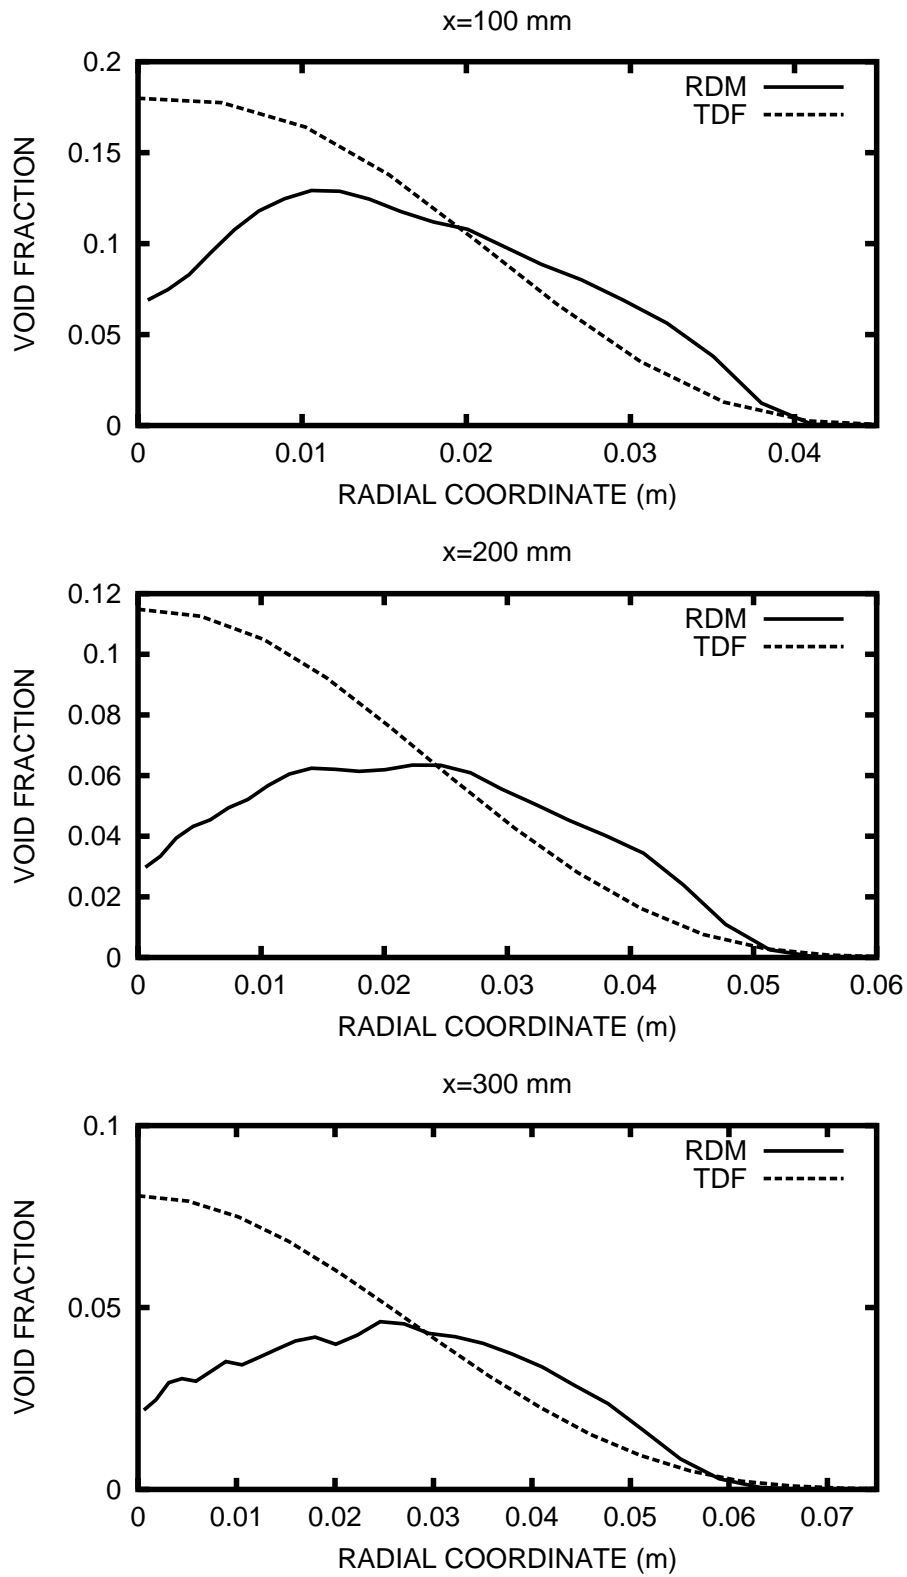 x=100 mm
RDM
TDF
0.2
0.15
0.1
0.05
0
VOID FRACTION
0 0.01 0.02 0.03 0.04
RADIAL COORDINATE (m)
x=200 mm
RDM
TDF
0.12
0.1
0.08
0.06
0.04
0.02
0
VOID FRACTION
0 0.01 0.02 0.03 0.04 0.05 0.06
RADIAL COORDINATE (m)
x=300 mm
RDM
TDF
0.1
0.05
0
VOID FRACTION
0 0.01 0.02 0.03 0.04 0.05 0.06 0.07
RADIAL COORDINATE (m)